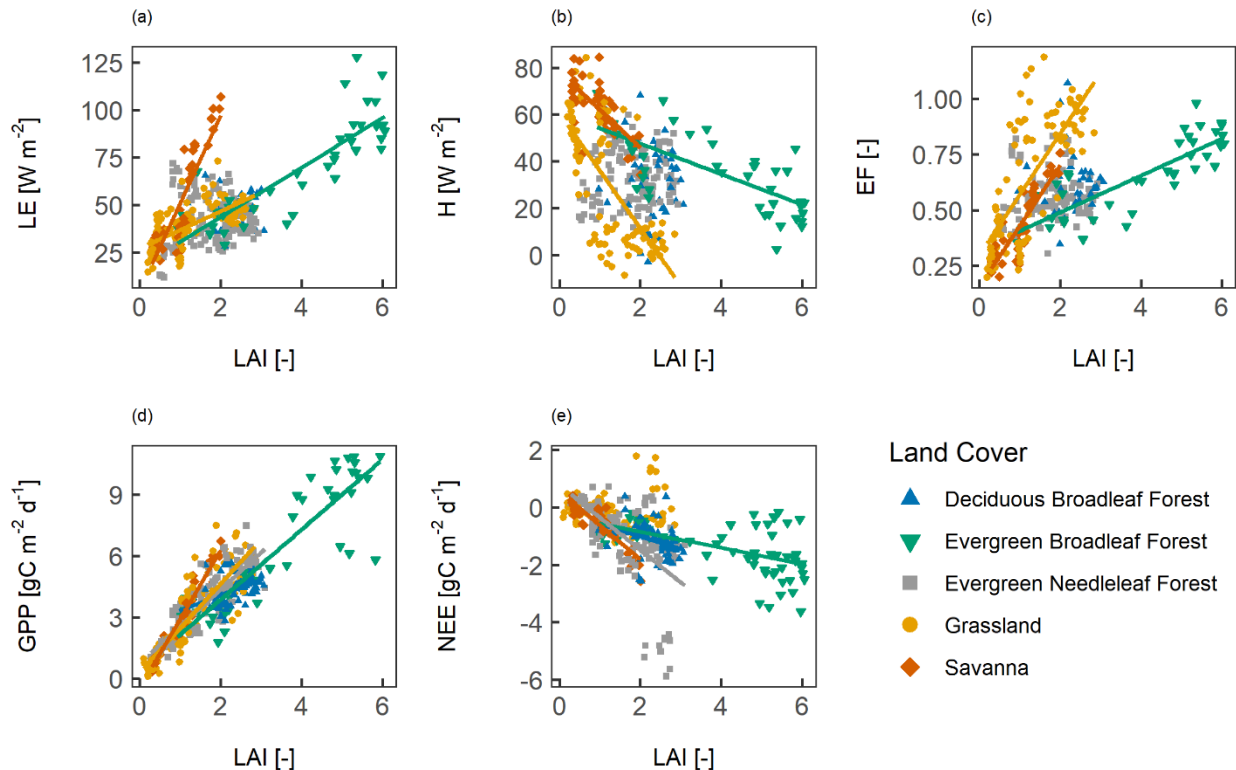 (a)
LE [W m⁻²]
125
100
75
50
25
0
2
4
6
LAI [-]
(b)
H [W m⁻²]
80
60
40
20
0
0
2
4
6
LAI [-]
(c)
EF [-]
1.00
0.75
0.50
0.25
0
2
4
6
LAI [-]
(d)
GPP [gC m⁻² d⁻¹]
9
6
3
0
0
2
4
6
LAI [-]
(e)
NEE [gC m⁻² d⁻¹]
2
0
-2
-4
-6
0
2
4
6
LAI [-]
Land Cover
Deciduous Broadleaf Forest
Evergreen Broadleaf Forest
Evergreen Needleleaf Forest
Grassland
Savanna